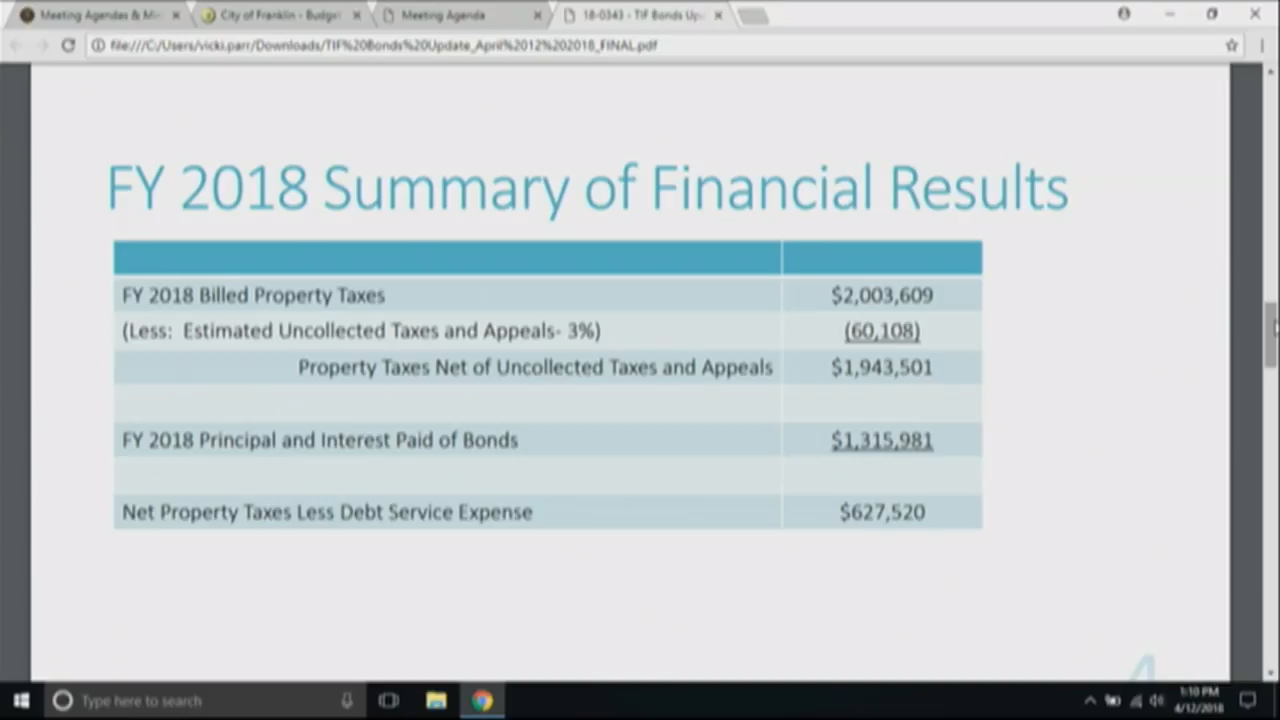 Meeting Agendas & Mi
City of Franklin - Budget
Meeting Agenda
18-0343 - TIF Bonds Up
file:///C:/Users/vicki.parr/Downloads/TIF%20Bonds%20Update_April%2012%202018_FINAL.pdf
FY 2018 Summary of Financial Results
FY 2018 Billed Property Taxes $2,003,609
(Less: Estimated Uncollected Taxes and Appeals- 3%) (60,108)
Property Taxes Net of Uncollected Taxes and Appeals $1,943,501
FY 2018 Principal and Interest Paid of Bonds $1,315,981
Net Property Taxes Less Debt Service Expense $627,520
4
Type here to search
1:10 PM
4/12/2018